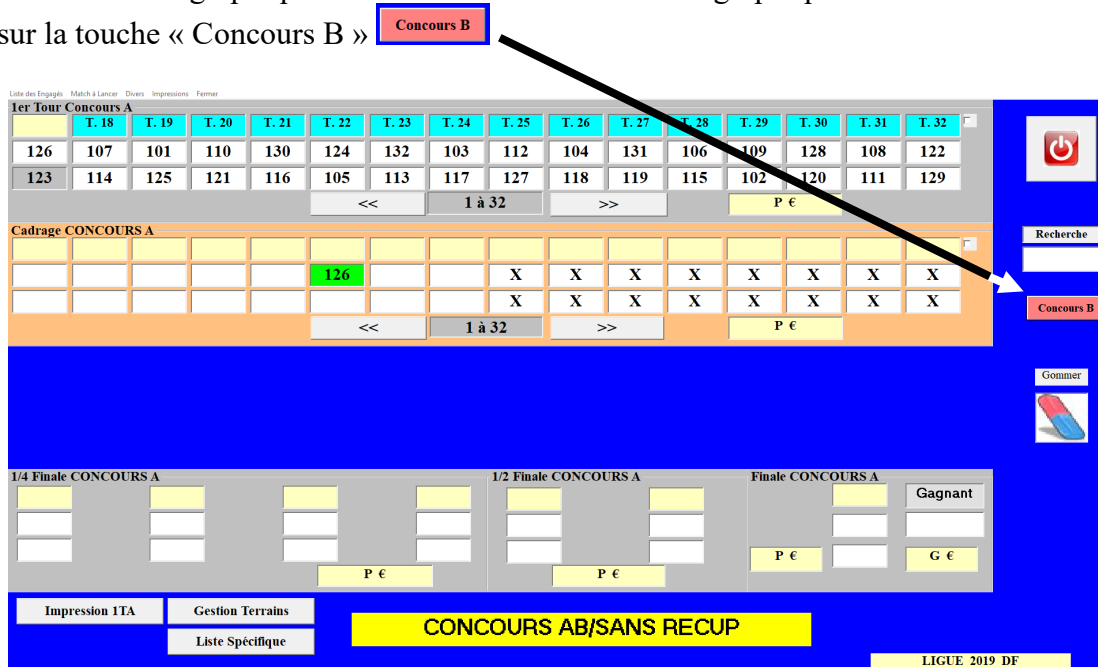 sur la touche « Concours B » Concours B
Liste des Engagés Match à Lancer Divers Impressions Fermer
1er Tour Concours A
T. 18 T. 19 T. 20 T. 21 T. 22 T. 23 T. 24 T. 25 T. 26 T. 27 T. 28 T. 29 T. 30 T. 31 T. 32
126 107 101 110 130 124 132 103 112 104 131 106 109 128 108 122
123 114 125 121 116 105 113 117 127 118 119 115 102 120 111 129
<< 1 à 32 >> P €
Cadrage CONCOURS A
Recherche
126 X X X X X X X X
X X X X X X X X
Concours B
<< 1 à 32 >> P €
Gommer
1/4 Finale CONCOURS A 1/2 Finale CONCOURS A Finale CONCOURS A
Gagnant
P € G €
P € P €
Impression 1TA Gestion Terrains
CONCOURS AB/SANS RECUP
Liste Spécifique
LIGUE 2019 DF